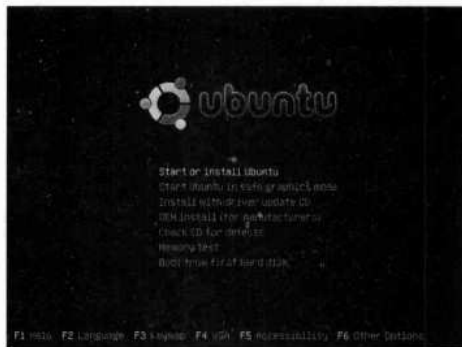 ubuntu
Start or install Ubuntu
Start Ubuntu in safe graphics mode
Install with driver update CD
OEM install (for manufacturers)
Check CD for defects
Memory test
Boot from first hard disk
F1 Help F2 Language F3 Keymap F4 VGA F5 Accessibility F6 Other Options